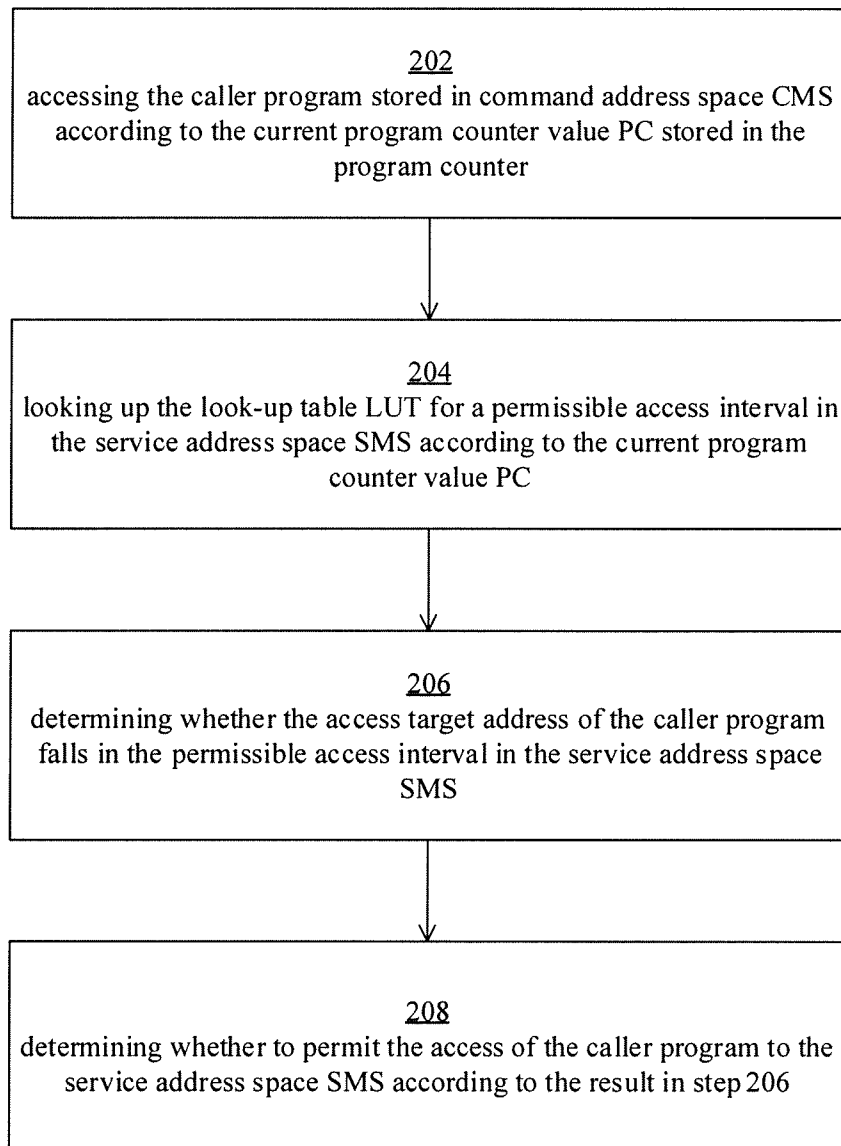 202
accessing the caller program stored in command address space CMS
according to the current program counter value PC stored in the
program counter
204
looking up the look-up table LUT for a permissible access interval in
the service address space SMS according to the current program
counter value PC
206
determining whether the access target address of the caller program
falls in the permissible access interval in the service address space
SMS
208
determining whether to permit the access of the caller program to the
service address space SMS according to the result in step 206